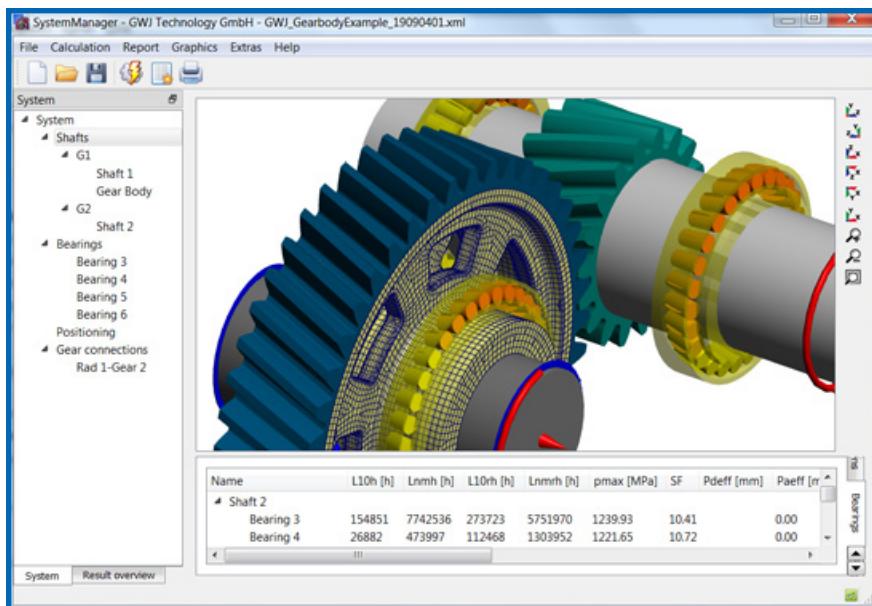 SystemManager - GWJ Technology GmbH - GWJ_GearbodyExample_19090401.xml
File Calculation Report Graphics Extras Help
System
System
Shafts
G1
Shaft 1
Gear Body
G2
Shaft 2
Bearings
Bearing 3
Bearing 4
Bearing 5
Bearing 6
Positioning
Gear connections
Rad 1-Gear 2
Name L10h [h] Lnmh [h] L10rh [h] Lnmrh [h] pmax [MPa] SF Pdeff [mm] Paeff [m
Shaft 2
Bearing 3 154851 7742536 273723 5751970 1239.93 10.41 0.00
Bearing 4 26882 473997 112468 1303952 1221.65 10.72 0.00
Bearings
System Result overview